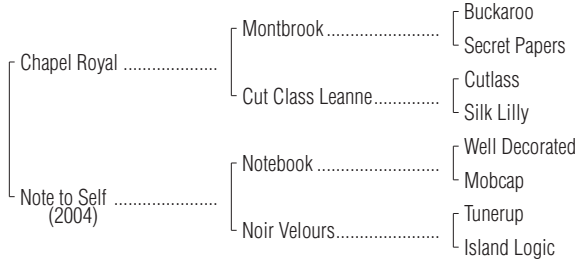 Buckaroo
Montbrook ........................
Secret Papers
Chapel Royal ....................
Cutlass
Cut Class Leanne..............
Silk Lilly
Well Decorated
Notebook ..........................
Mobcap
Note to Self ......................
(2004)
Tunerup
Noir Velours......................
Island Logic